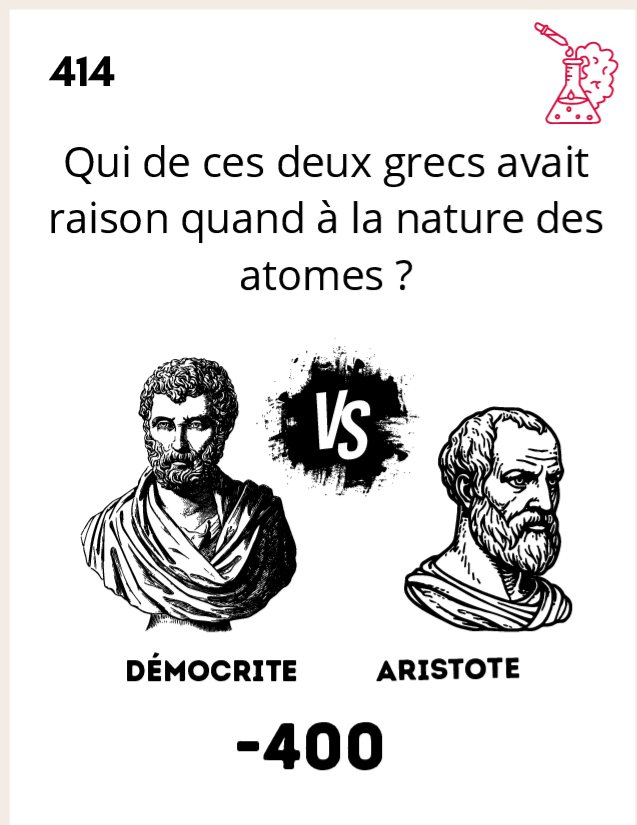 414
Qui de ces deux grecs avait
raison quand à la nature des
atomes ?
VS
DÉMOCRITE
ARISTOTE
-400